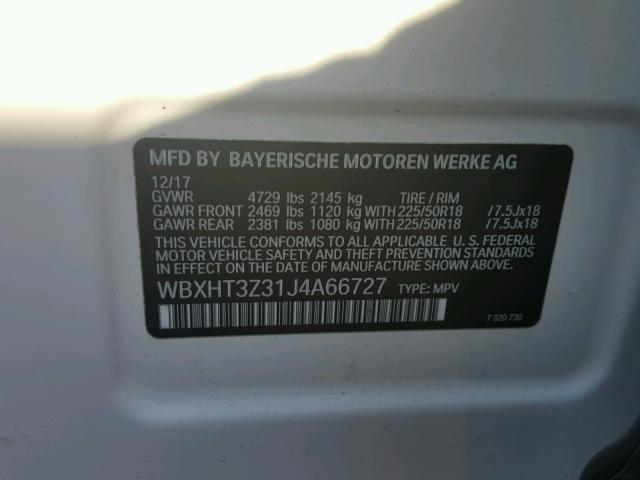 MFD BY BAYERISCHE MOTOREN WERKE AG
12/17
GVWR 4729 lbs 2145 kg TIRE / RIM
GAWR FRONT 2469 lbs 1120 kg WITH 225/50R18 /7.5Jx18
GAWR REAR 2381 lbs 1080 kg WITH 225/50R18 /7.5Jx18
THIS VEHICLE CONFORMS TO ALL APPLICABLE U. S. FEDERAL
MOTOR VEHICLE SAFETY AND THEFT PREVENTION STANDARDS
IN EFFECT ON THE DATE OF MANUFACTURE SHOWN ABOVE.
WBXHT3Z31J4A66727 TYPE: MPV
7 320 730